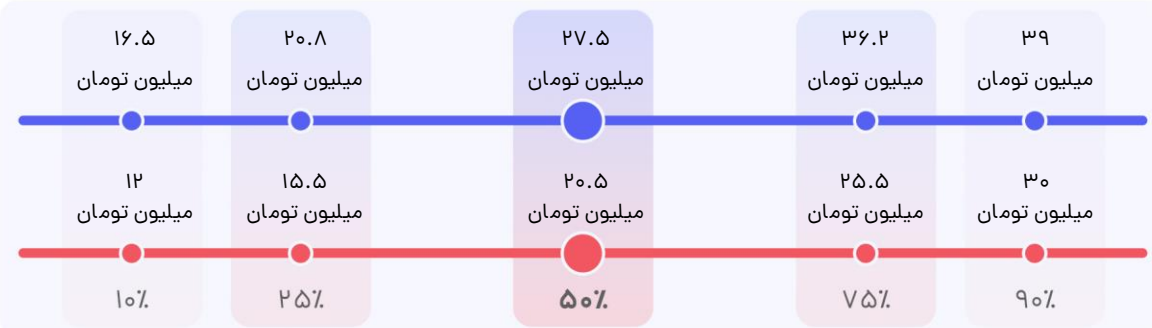 ۱۶.۵ ۲۰.۸ ۲۷.۵ ۳۶.۲ ۳۹
میلیون تومان میلیون تومان میلیون تومان میلیون تومان میلیون تومان
۱۲ ۱۵.۵ ۲۰.۵ ۲۵.۵ ۳۰
میلیون تومان میلیون تومان میلیون تومان میلیون تومان میلیون تومان
۱۰٪ ۲۵٪ ۵۰٪ ۷۵٪ ۹۰٪